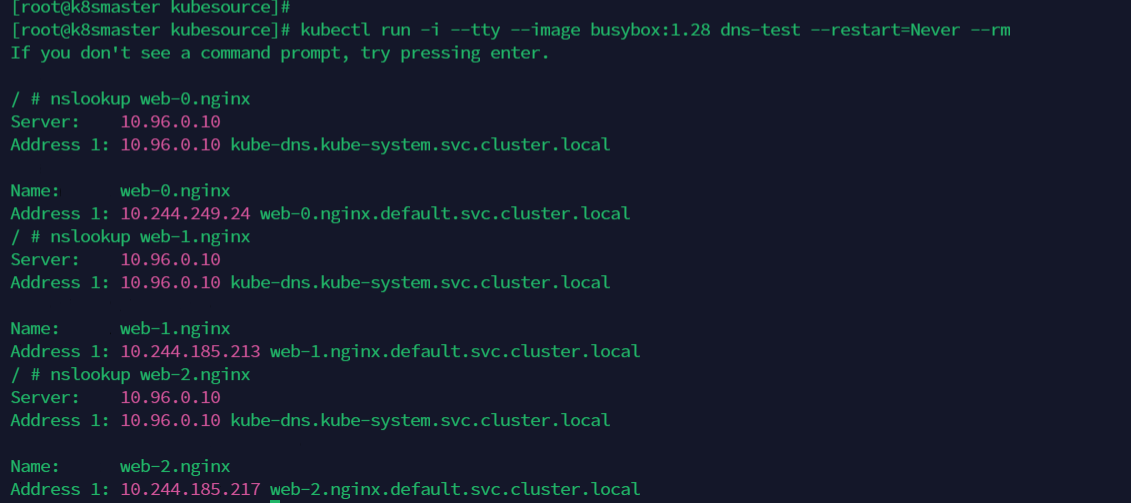 [root@k8smaster kubesource]#
[root@k8smaster kubesource]# kubectl run -i --tty --image busybox:1.28 dns-test --restart=Never --rm
If you don't see a command prompt, try pressing enter.
/ # nslookup web-0.nginx
Server:    10.96.0.10
Address 1: 10.96.0.10 kube-dns.kube-system.svc.cluster.local
Name:      web-0.nginx
Address 1: 10.244.249.24 web-0.nginx.default.svc.cluster.local
/ # nslookup web-1.nginx
Server:    10.96.0.10
Address 1: 10.96.0.10 kube-dns.kube-system.svc.cluster.local
Name:      web-1.nginx
Address 1: 10.244.185.213 web-1.nginx.default.svc.cluster.local
/ # nslookup web-2.nginx
Server:    10.96.0.10
Address 1: 10.96.0.10 kube-dns.kube-system.svc.cluster.local
Name:      web-2.nginx
Address 1: 10.244.185.217 web-2.nginx.default.svc.cluster.local